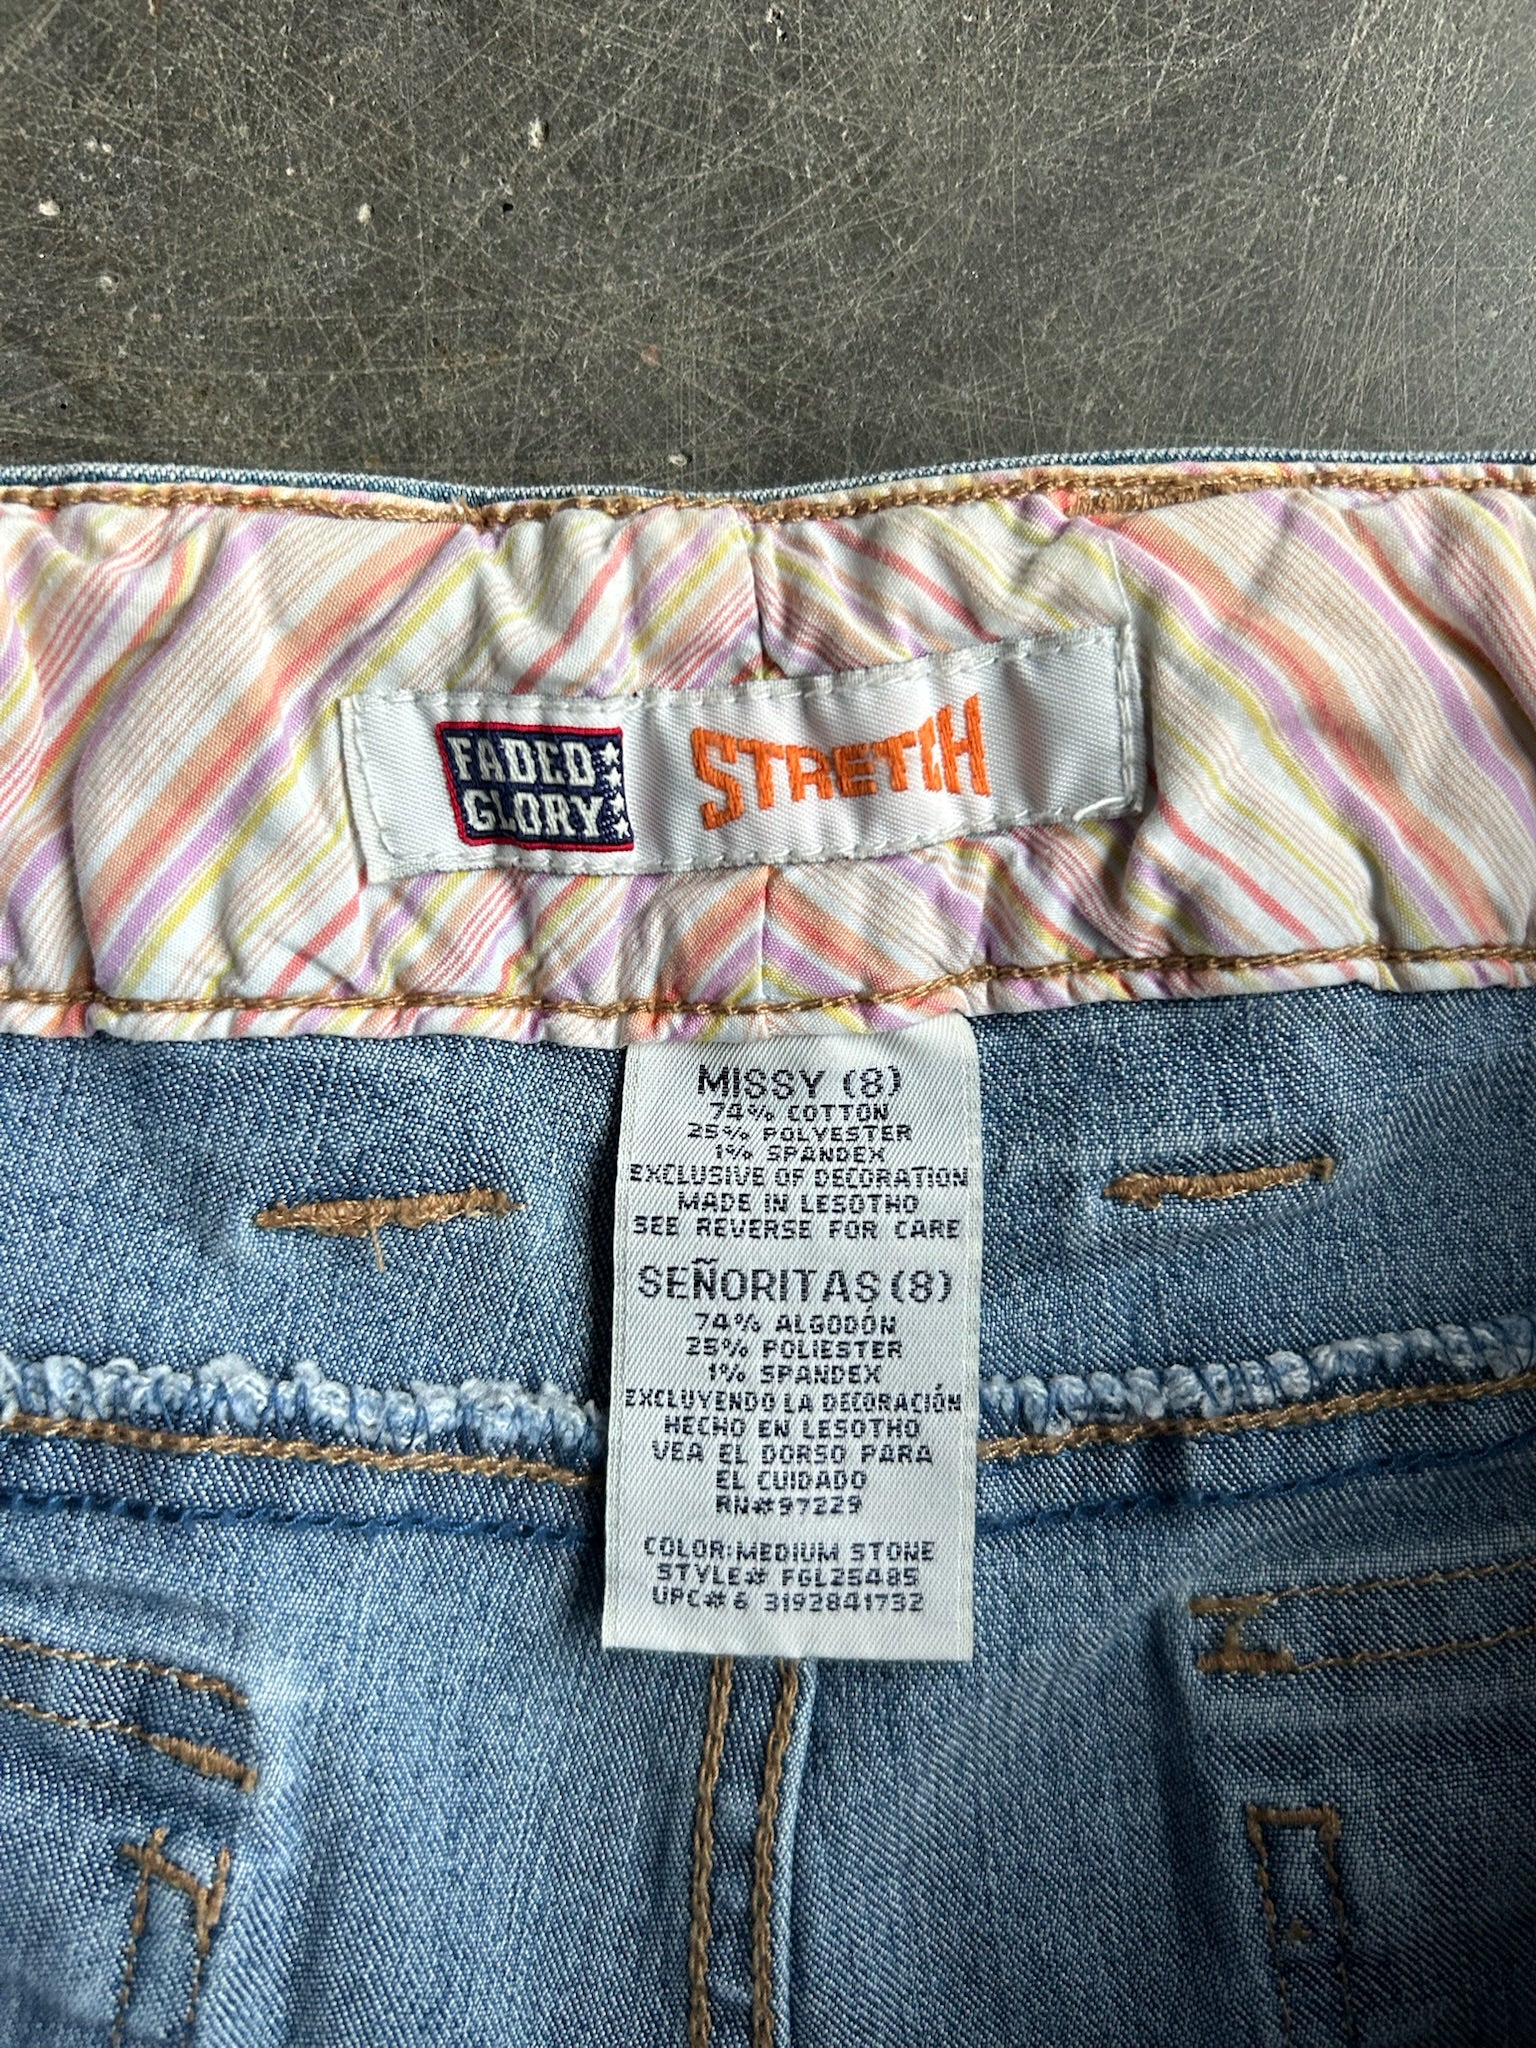 FADED
GLORY
STRETCH
MISSY (8)
74% COTTON
25% POLYESTER
1% SPANDEX
EXCLUSIVE OF DECORATION
MADE IN LESOTHO
SEE REVERSE FOR CARE
SEÑORITAS (8)
74% ALGODÓN
25% POLIESTER
1% SPANDEX
EXCLUYENDO LA DECORACIÓN
HECHO EN LESOTHO
VEA EL DORSO PARA
EL CUIDADO
RN#97229
COLOR:MEDIUM STONE
STYLE# FGL25485
UPC# 6 3192841732